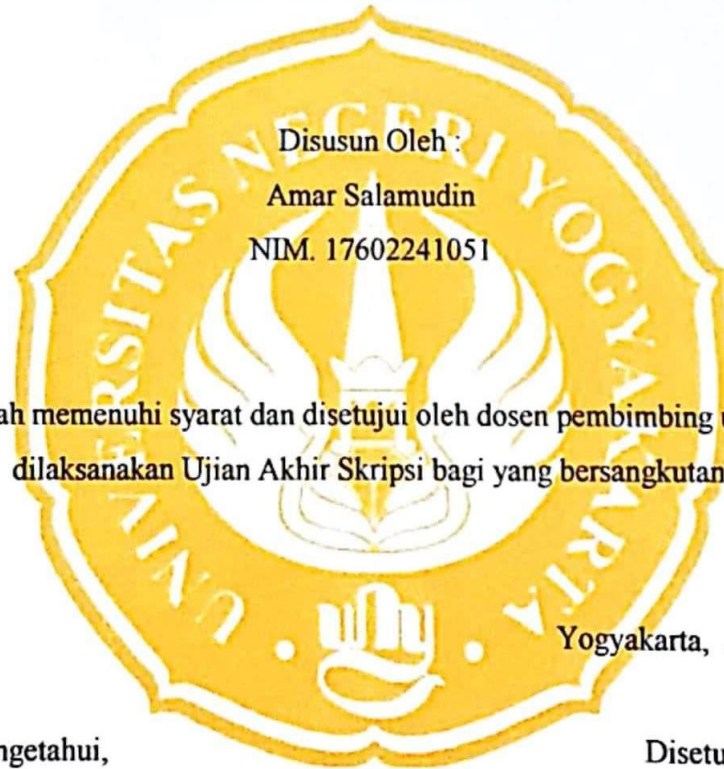 Disusun Oleh :
Amar Salamudin
NIM. 17602241051
UNIVERSITAS NEGERI YOGYAKARTA
ah memenuhi syarat dan disetujui oleh dosen pembimbing u
dilaksanakan Ujian Akhir Skripsi bagi yang bersangkutan
uny
Yogyakarta,
ngetahui,
Disetu